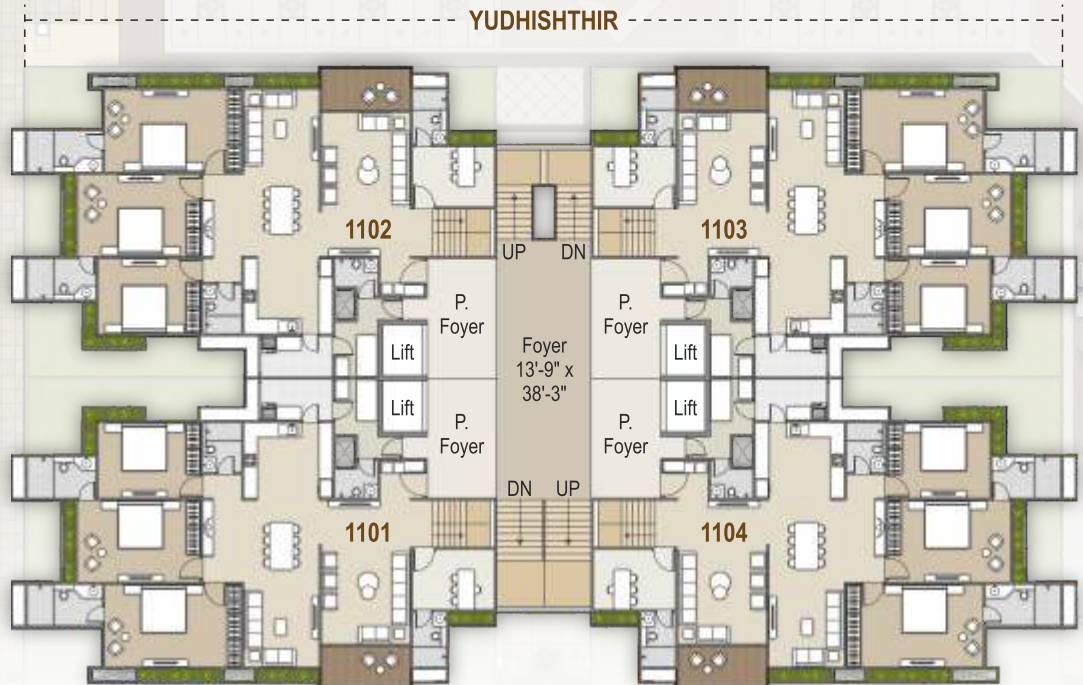 YUDHISHTHIR
1102
1103
UP
DN
P.
Foyer
P.
Foyer
Lift
Foyer
13'-9" x
38'-3"
Lift
Lift
Lift
P.
Foyer
P.
Foyer
DN
UP
1101
1104